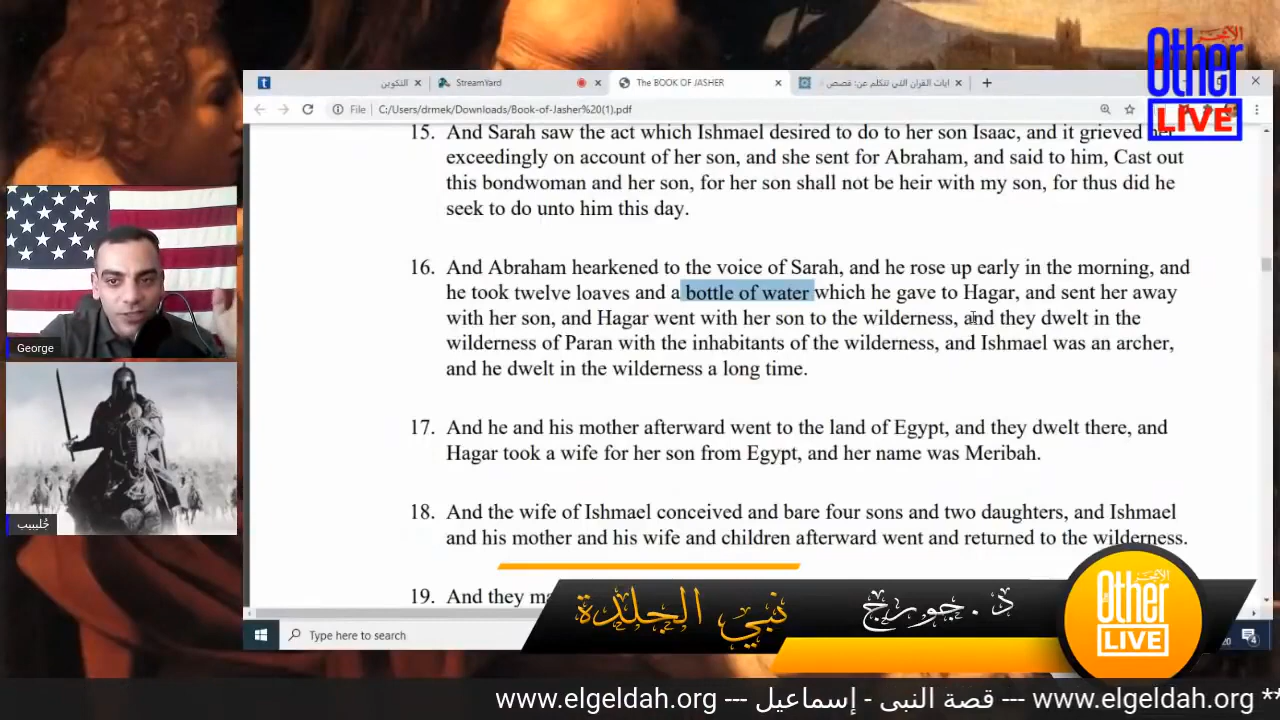 الآخر
Other
LIVE
التكوين
StreamYard
The BOOK OF JASHER
آيات القرآن التي تتكلم عن: قصص
File
C:/Users/drmek/Downloads/Book-of-Jasher%20(1).pdf
15. And Sarah saw the act which Ishmael desired to do to her son Isaac, and it grieved her
exceedingly on account of her son, and she sent for Abraham, and said to him, Cast out
this bondwoman and her son, for her son shall not be heir with my son, for thus did he
seek to do unto him this day.
16. And Abraham hearkened to the voice of Sarah, and he rose up early in the morning, and
he took twelve loaves and a bottle of water which he gave to Hagar, and sent her away
with her son, and Hagar went with her son to the wilderness, and they dwelt in the
wilderness of Paran with the inhabitants of the wilderness, and Ishmael was an archer,
and he dwelt in the wilderness a long time.
17. And he and his mother afterward went to the land of Egypt, and they dwelt there, and
Hagar took a wife for her son from Egypt, and her name was Meribah.
18. And the wife of Ishmael conceived and bare four sons and two daughters, and Ishmael
and his mother and his wife and children afterward went and returned to the wilderness.
19. And they
George
جُليبيب
د. جورج
نبي الجلدة
الآخر
Other
LIVE
Type here to search
20
4
www.elgeldah.org --- قصة النبى - إسماعيل --- www.elgeldah.org **